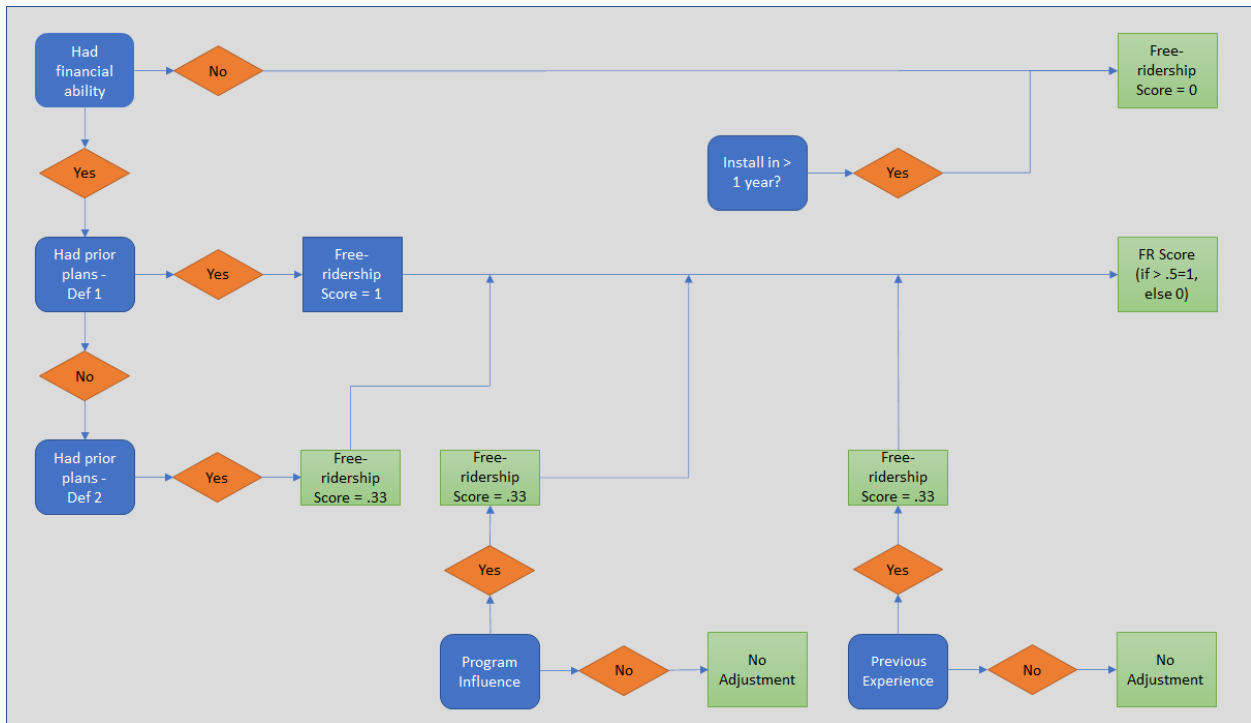 Had
financial
ability
No
Free-
ridership
Score = 0
Yes
Install in >
1 year?
Yes
Had prior
plans -
Def 1
Yes
Free-
ridership
Score = 1
FR Score
(if > .5=1,
else 0)
No
Had prior
plans -
Def 2
Yes
Free-
ridership
Score = .33
Free-
ridership
Score = .33
Free-
ridership
Score = .33
Yes
Yes
Program
Influence
No
No
Adjustment
Previous
Experience
No
No
Adjustment